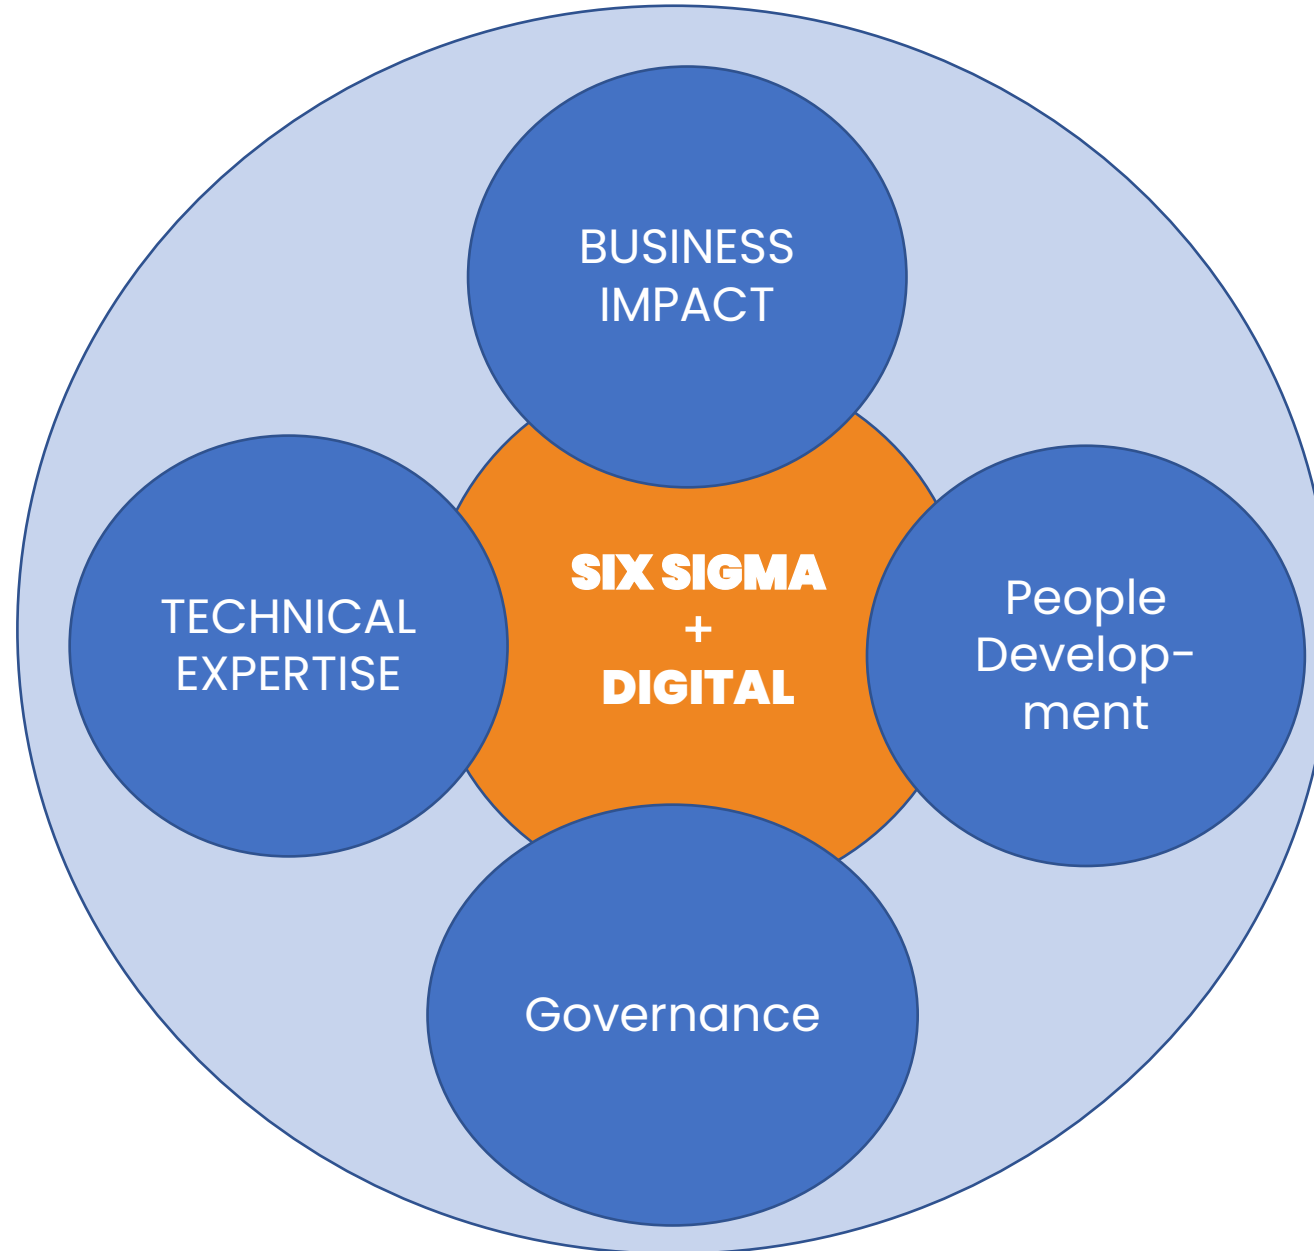 BUSINESS
IMPACT
TECHNICAL
EXPERTISE
SIX SIGMA
+
DIGITAL
People
Develop-
ment
Governance